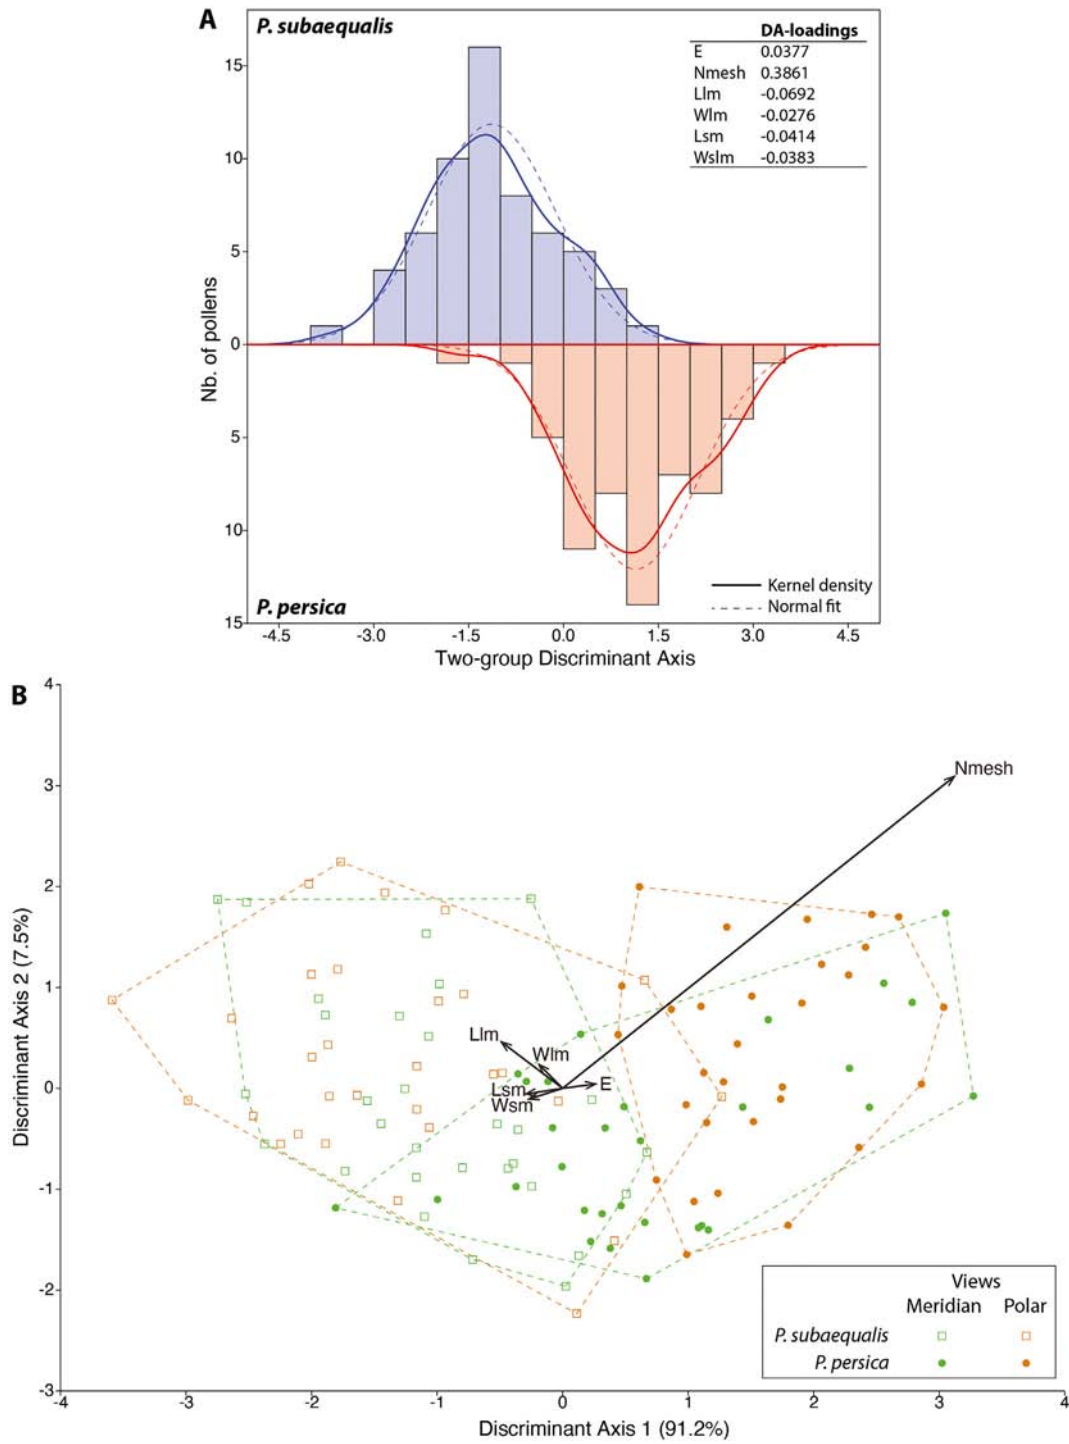 A
P. subaequalis
DA-loadings
E 0.0377
Nmesh 0.3861
Llm -0.0692
Wlm -0.0276
Lsm -0.0414
Wslm -0.0383
15
10
5
0
5
10
15
Nb. of pollens
P. persica
Kernel density
Normal fit
-4.5 -3.0 -1.5 0.0 1.5 3.0 4.5
Two-group Discriminant Axis
B
4
3
2
1
0
-1
-2
-3
Discriminant Axis 2 (7.5%)
Nmesh
Llm
Wlm
E
Lsm
Wsm
Views
Meridian Polar
P. subaequalis
P. persica
-4 -3 -2 -1 0 1 2 3 4
Discriminant Axis 1 (91.2%)